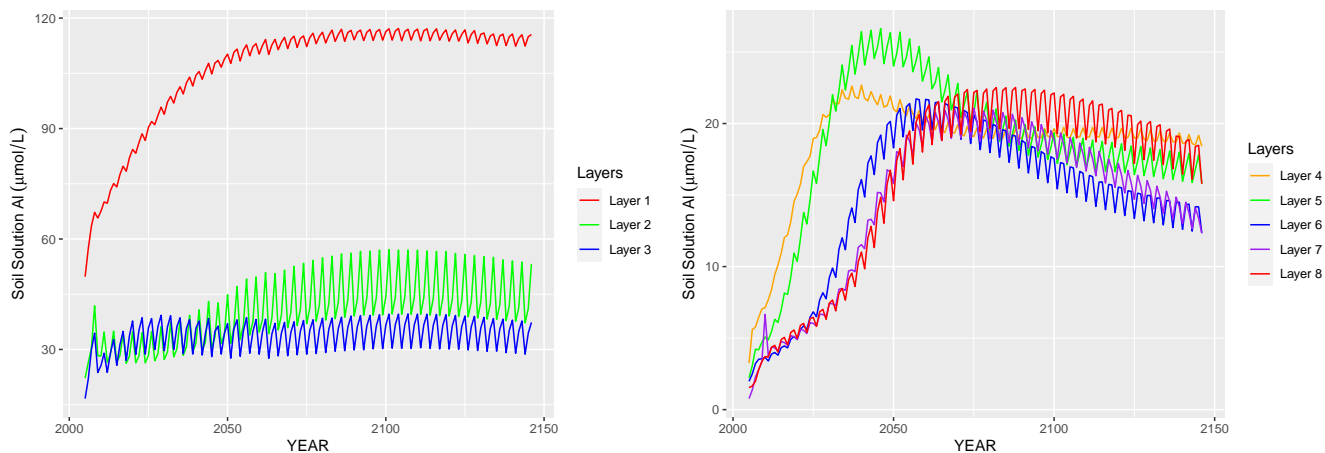 120
90
60
30
2000
2050
2100
2150
YEAR
Soil Solution Al (μmol/L)
Layers
Layer 1
Layer 2
Layer 3
20
10
0
2000
2050
2100
2150
YEAR
Soil Solution Al (μmol/L)
Layers
Layer 4
Layer 5
Layer 6
Layer 7
Layer 8